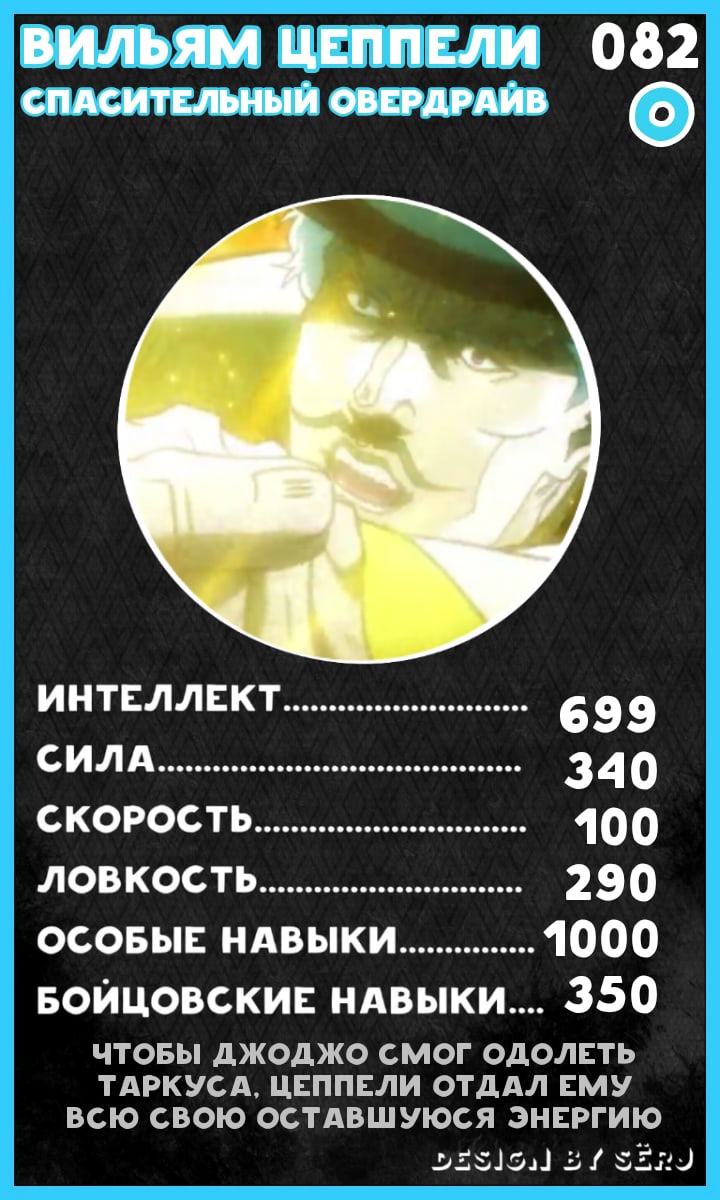 ВИЛЬЯМ ЦЕППЕЛИ 082
СПАСИТЕЛЬНЫЙ ОВЕРДРАЙВ
ИНТЕЛЛЕКТ........................... 699
СИЛА........................................ 340
СКОРОСТЬ.............................. 100
ЛОВКОСТЬ............................. 290
ОСОБЫЕ НАВЫКИ............... 1000
БОЙЦОВСКИЕ НАВЫКИ.... 350
ЧТОБЫ ДЖОДЖО СМОГ ОДОЛЕТЬ
ТАРКУСА, ЦЕППЕЛИ ОТДАЛ ЕМУ
ВСЮ СВОЮ ОСТАВШУЮСЯ ЭНЕРГИЮ
DESIGN BY SЁRJ